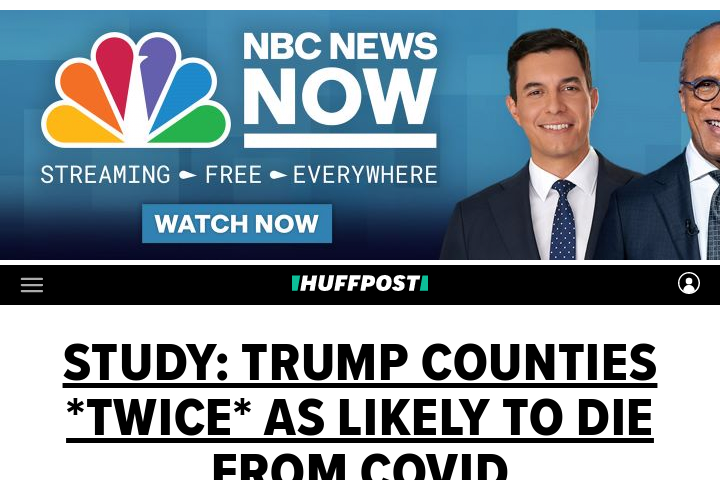 NBC NEWS
NOW
STREAMING FREE EVERYWHERE
WATCH NOW
HUFFPOST
STUDY: TRUMP COUNTIES
*TWICE* AS LIKELY TO DIE
FROM COVID